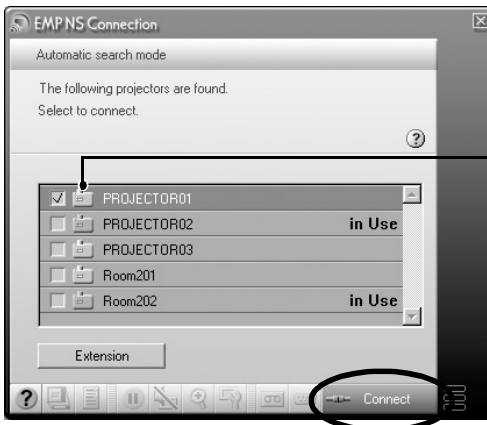 EMP NS Connection
Automatic search mode
The following projectors are found.
Select to connect.
PROJECTOR01
PROJECTOR02 in Use
PROJECTOR03
Room201
Room202 in Use
Extension
Connect